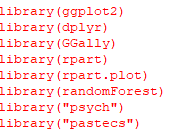 library(ggplot2)
library(dplyr)
library(GGally)
library(rpart)
library(rpart.plot)
library(randomForest)
library("psych")
library("pastecs")